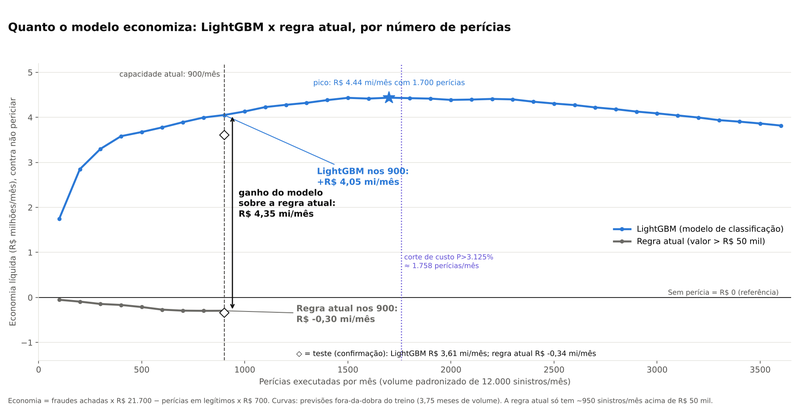 Quanto o modelo economiza: LightGBM x regra atual, por número de perícias
capacidade atual: 900/mês
pico: R$ 4.44 mi/mês com 1.700 perícias
LightGBM nos 900:
+R$ 4,05 mi/mês
ganho do modelo
sobre a regra atual:
R$ 4,35 mi/mês
LightGBM (modelo de classificação)
Regra atual (valor > R$ 50 mil)
corte de custo P>3.125%
≈ 1.758 perícias/mês
Sem perícia = R$ 0 (referência)
Regra atual nos 900:
R$ -0,30 mi/mês
◇ = teste (confirmação): LightGBM R$ 3,61 mi/mês; regra atual R$ -0,34 mi/mês
Economia líquida (R$ milhões/mês), contra não periciar
5
4
3
2
1
0
−1
0 500 1000 1500 2000 2500 3000 3500
Perícias executadas por mês (volume padronizado de 12.000 sinistros/mês)
Economia = fraudes achadas x R$ 21.700 − perícias em legítimos x R$ 700. Curvas: previsões fora-da-dobra do treino (3,75 meses de volume). A regra atual só tem ~950 sinistros/mês acima de R$ 50 mil.